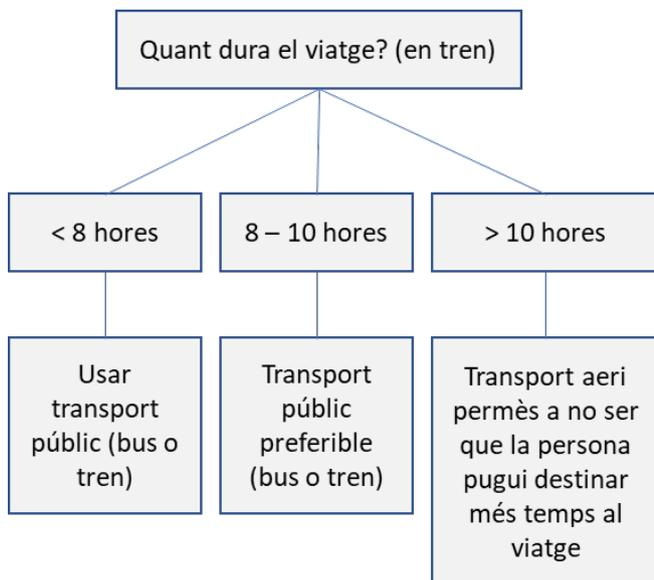 Quant dura el viatge? (en tren)
< 8 hores
8 – 10 hores
> 10 hores
Usar
transport
públic (bus o
tren)
Transport
públic
preferible
(bus o tren)
Transport aeri
permès a no ser
que la persona
pugui destinar
més temps al
viatge